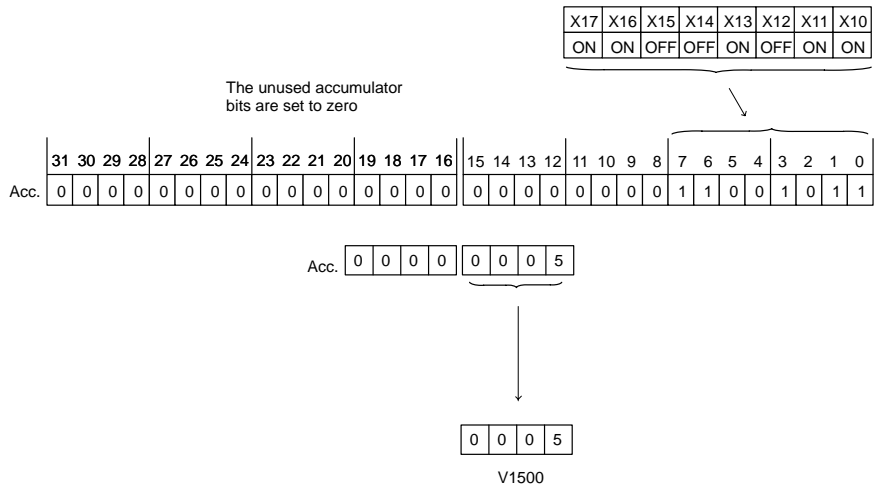 X17 X16 X15 X14 X13 X12 X11 X10
ON ON OFF OFF ON OFF ON ON
The unused accumulator
bits are set to zero
31 30 29 28 27 26 25 24 23 22 21 20 19 18 17 16 15 14 13 12 11 10 9 8 7 6 5 4 3 2 1 0
Acc. 0 0 0 0 0 0 0 0 0 0 0 0 0 0 0 0 0 0 0 0 0 0 0 0 1 1 0 0 1 0 1 1
Acc. 0 0 0 0 0 0 0 5
0 0 0 5
V1500